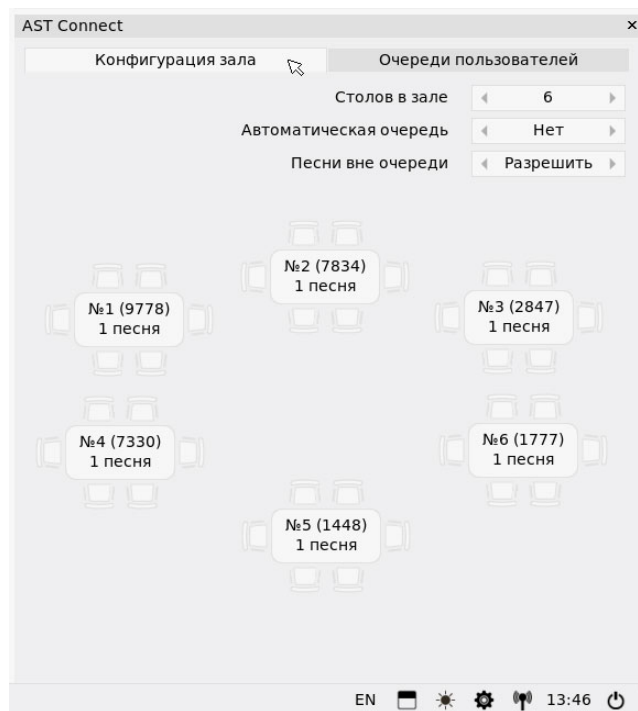 AST Connect ×
Конфигурация зала Очереди пользователей
Столов в зале 6
Автоматическая очередь Нет
Песни вне очереди Разрешить
№2 (7834)
1 песня
№1 (9778)
1 песня
№3 (2847)
1 песня
№4 (7330)
1 песня
№6 (1777)
1 песня
№5 (1448)
1 песня
EN 13:46